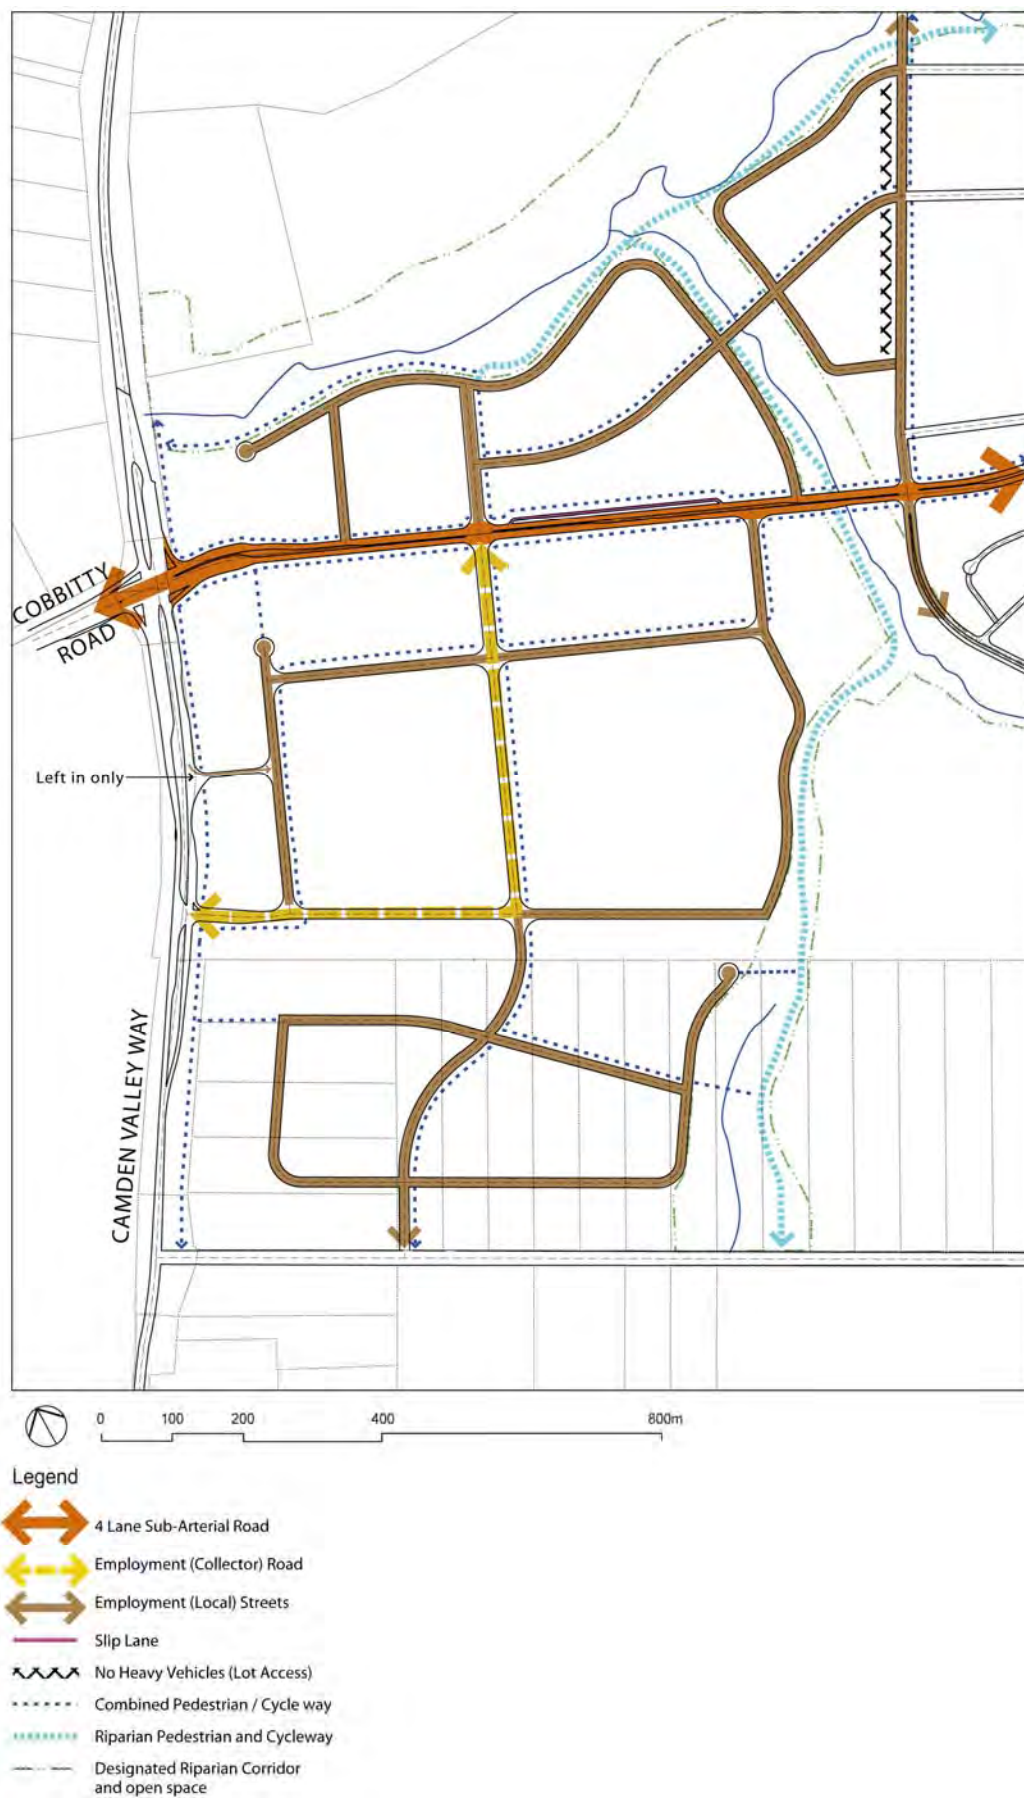 COBBITTY
ROAD
Left in only
CAMDEN VALLEY WAY
0 100 200 400 800m
Legend
4 Lane Sub-Arterial Road
Employment (Collector) Road
Employment (Local) Streets
Slip Lane
No Heavy Vehicles (Lot Access)
Combined Pedestrian / Cycle way
Riparian Pedestrian and Cycleway
Designated Riparian Corridor
and open space